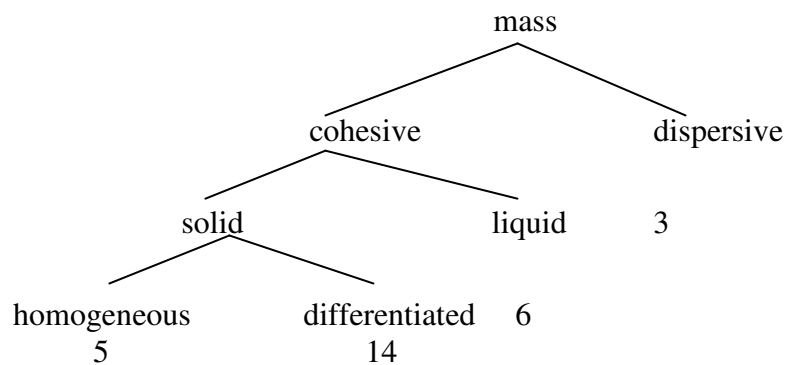 mass
cohesive dispersive
solid liquid 3
homogeneous differentiated 6
5 14